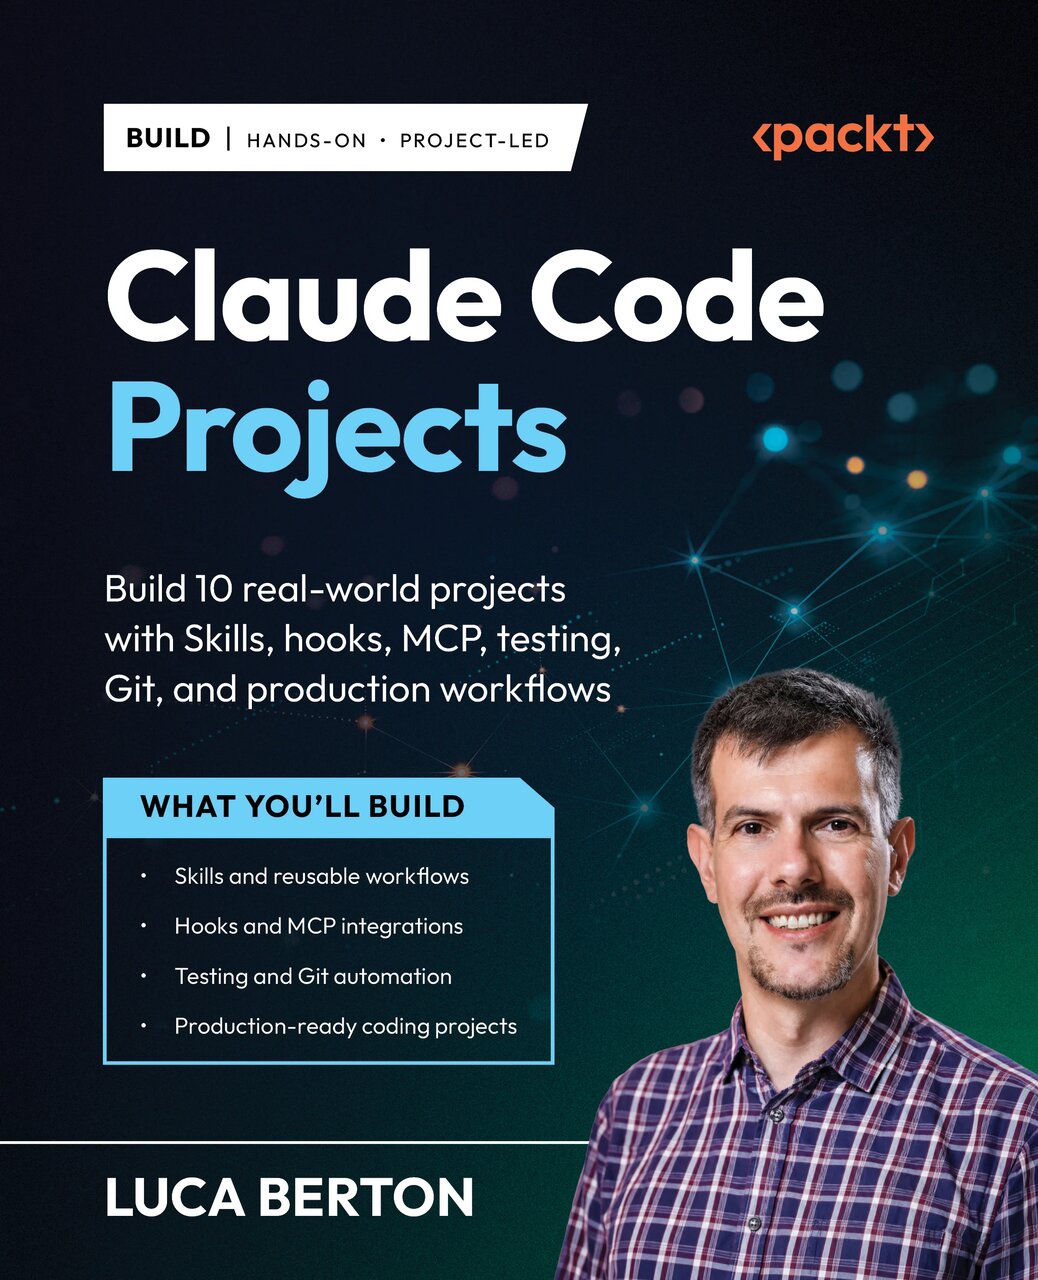 BUILD | HANDS-ON • PROJECT-LED
<packt>
Claude Code
Projects
Build 10 real-world projects
with Skills, hooks, MCP, testing,
Git, and production workflows
WHAT YOU'LL BUILD
• Skills and reusable workflows
• Hooks and MCP integrations
• Testing and Git automation
• Production-ready coding projects
LUCA BERTON